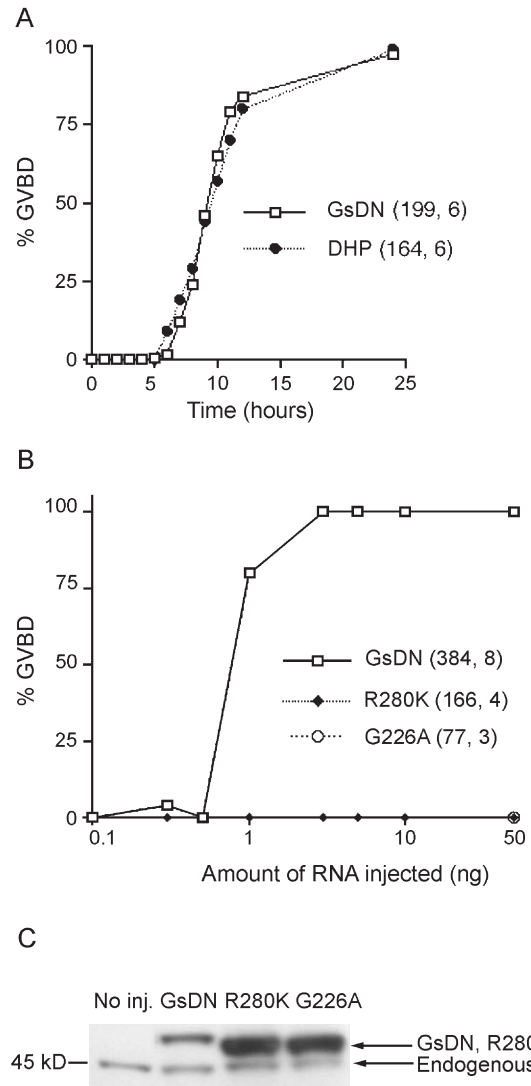 A
100
75
50
25
0
% GVBD
GsDN (199, 6)
DHP (164, 6)
0 5 10 15 20 25
Time (hours)
B
100
75
50
25
0
% GVBD
GsDN (384, 8)
R280K (166, 4)
G226A (77, 3)
0.1 1 10 50
Amount of RNA injected (ng)
C
No inj. GsDN R280K G226A
GsDN, R280
45 kD
Endogenous